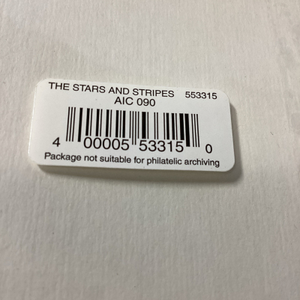 THE STARS AND STRIPES 553315
AIC 090
4 00005 53315 0
Package not suitable for philatelic archiving